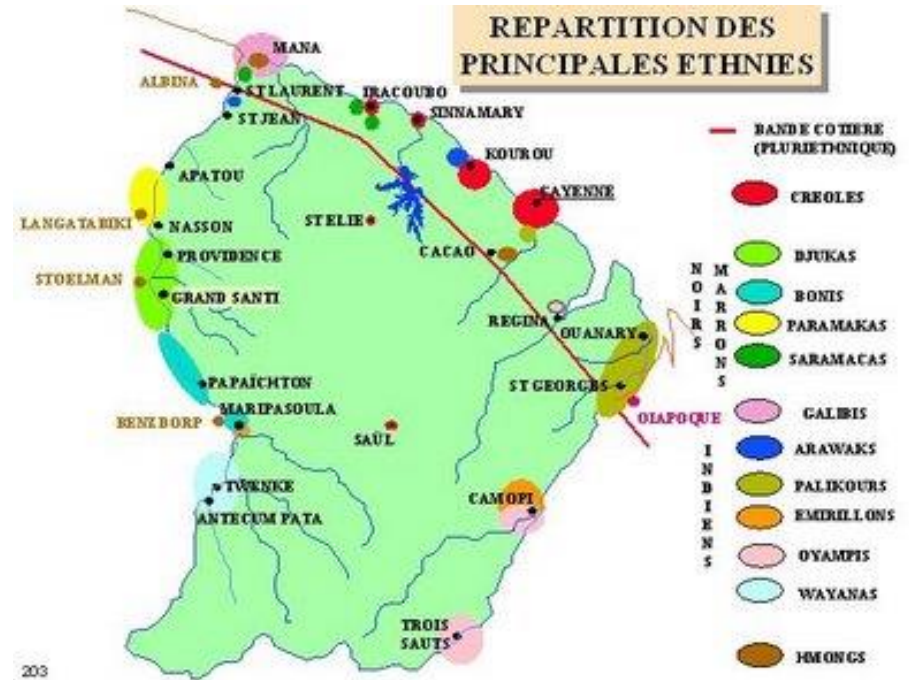 REPARTITION DES
PRINCIPALES ETHNIES
MANA
ALBINA
ST LAURENT
IRACOUBO
ST JEAN
SINNAMARY
BANDE COTIERE
(PLURIETHNIQUE)
KOUROU
APATOU
CAYENNE
CREOLES
LANGATABIKI
NASSON
ST ELIE
PROVIDENCE
CACAO
DJUKAS
STOELMAN
GRAND SANTI
NOIRS
MARRONS
BONIS
REGINA
OUANARY
PARAMAKAS
SARAMACAS
PAPAÏCHTON
ST GEORGES
MARIPASOULA
BENZDORP
SAÜL
OIAPOQUE
GALIBIS
INDIENS
ARAWAKS
TWENKE
CAMOPI
PALIKOURS
ANTECUM PATA
EMIRILLONS
OYAMPIS
WAYANAS
TROIS
SAUTS
HMONGS
203